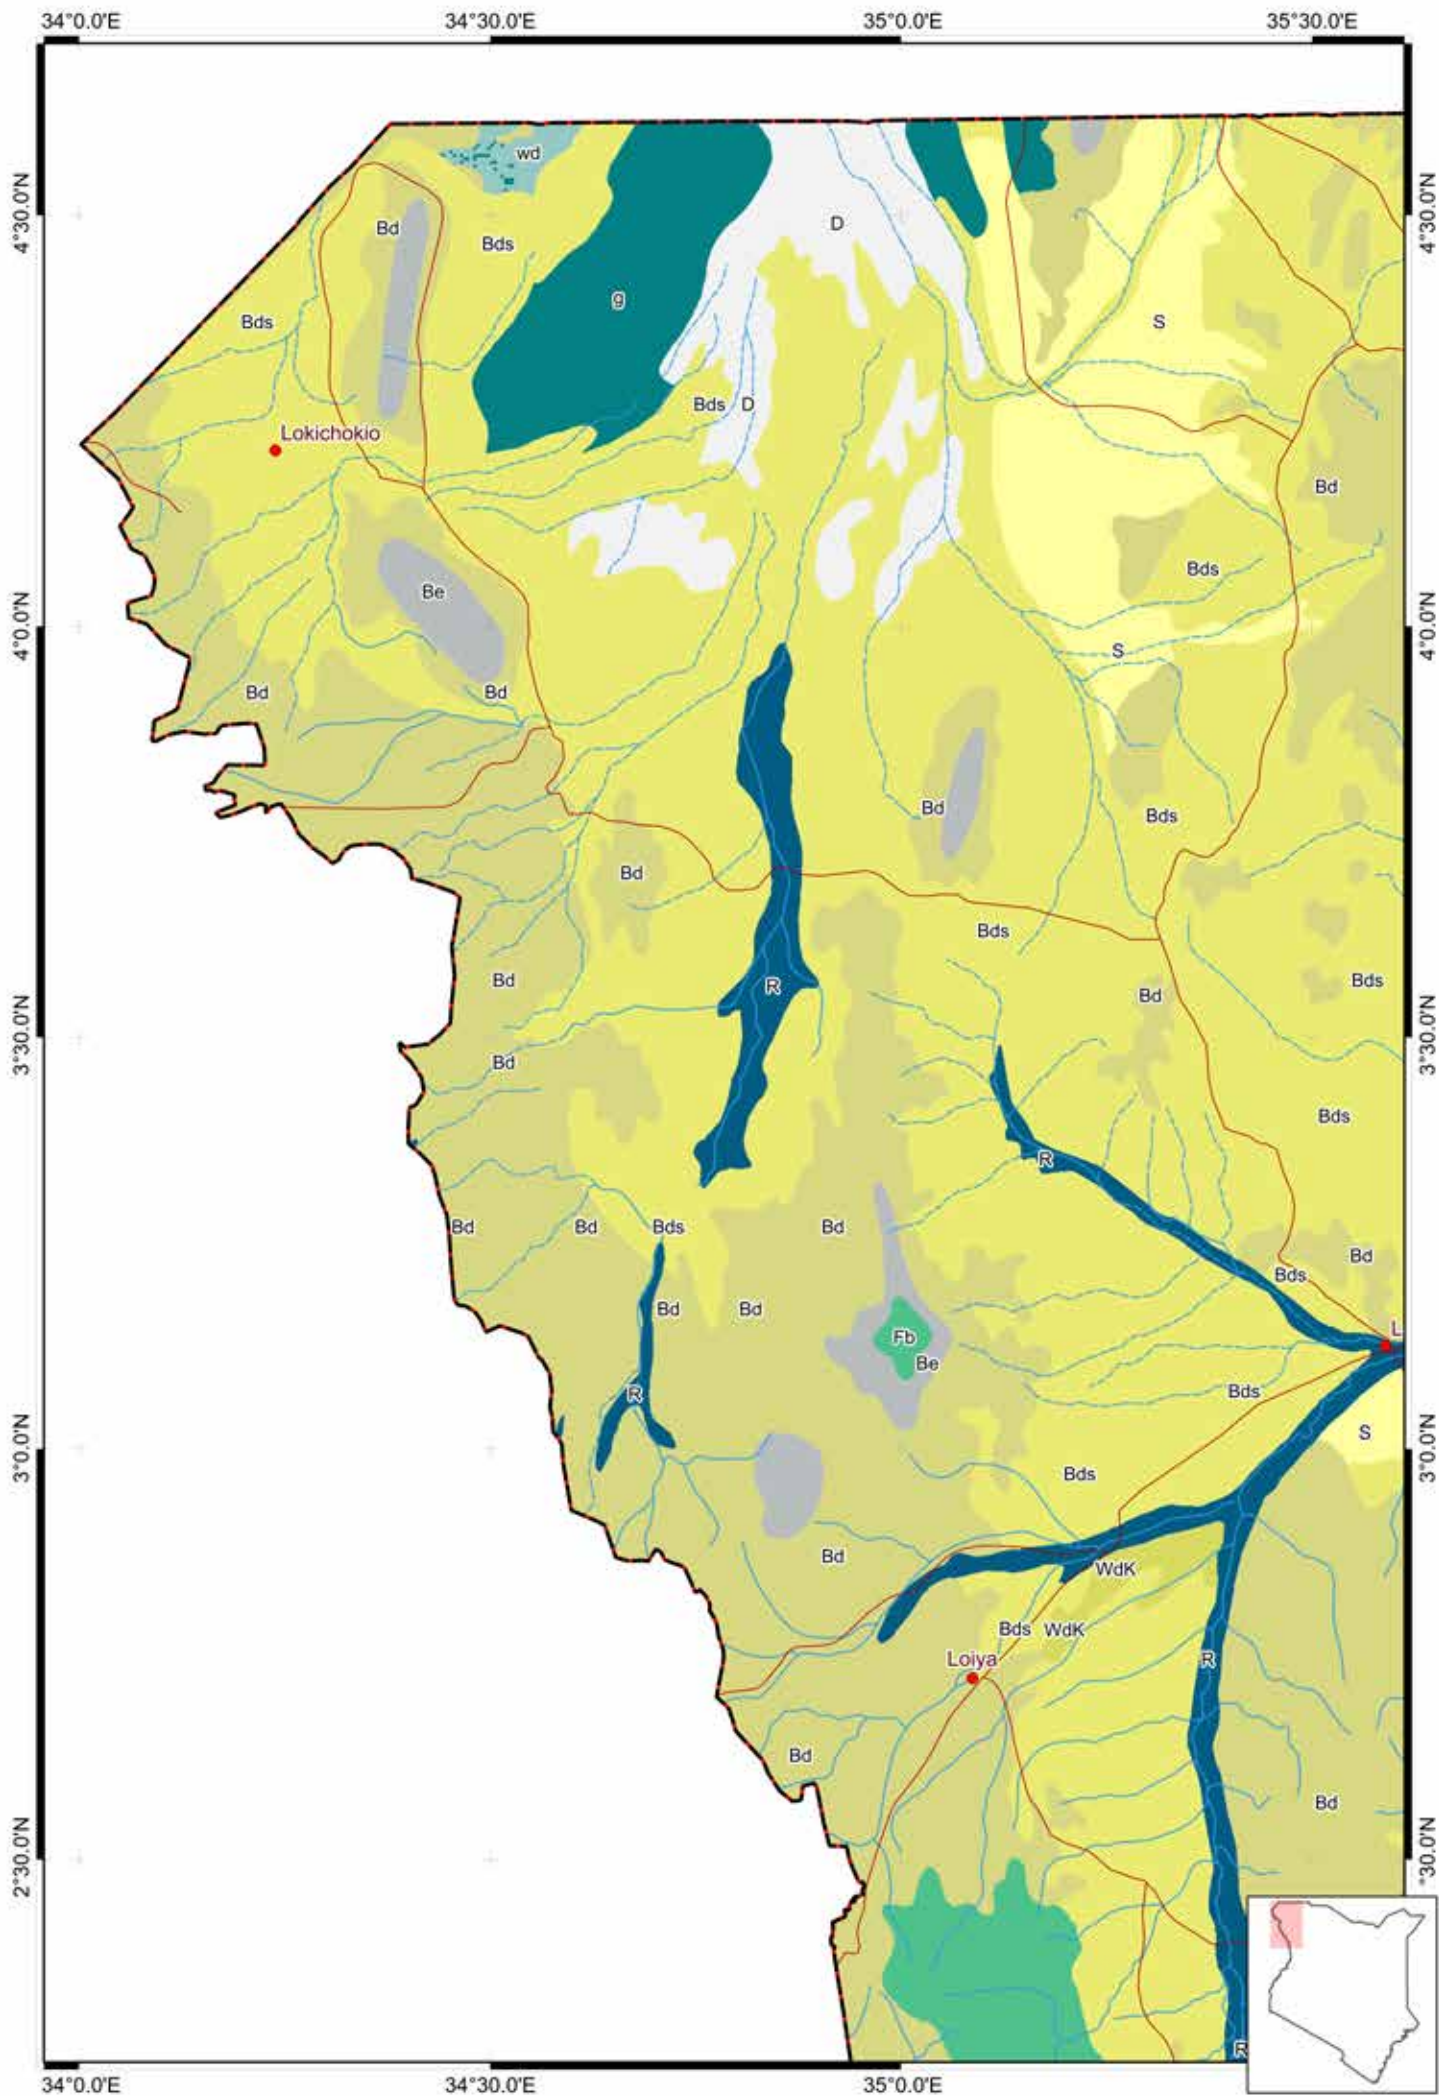 34°0.0'E 34°30.0'E 35°0.0'E 35°30.0'E
wd
4°30.0'N 4°30.0'N
D
Bd
Bds
g
Bds S
Bds D
Lokichokio
Bd
Bds
Be
4°0.0'N 4°0.0'N
S
Bd Bd
Bd
Bds
Bd
Bds
Bd Bds
R
Bd
3°30.0'N 3°30.0'N
Bd
Bds
R
Bd Bd Bds Bd
Bd
Bds
Bd Bd
L
Fb
Be
R Bds
S
3°0.0'N 3°0.0'N
Bds
Bd
WdK
Bds WdK
Loiya R
Bd
Bd
2°30.0'N °30.0'N
R
34°0.0'E 34°30.0'E 35°0.0'E